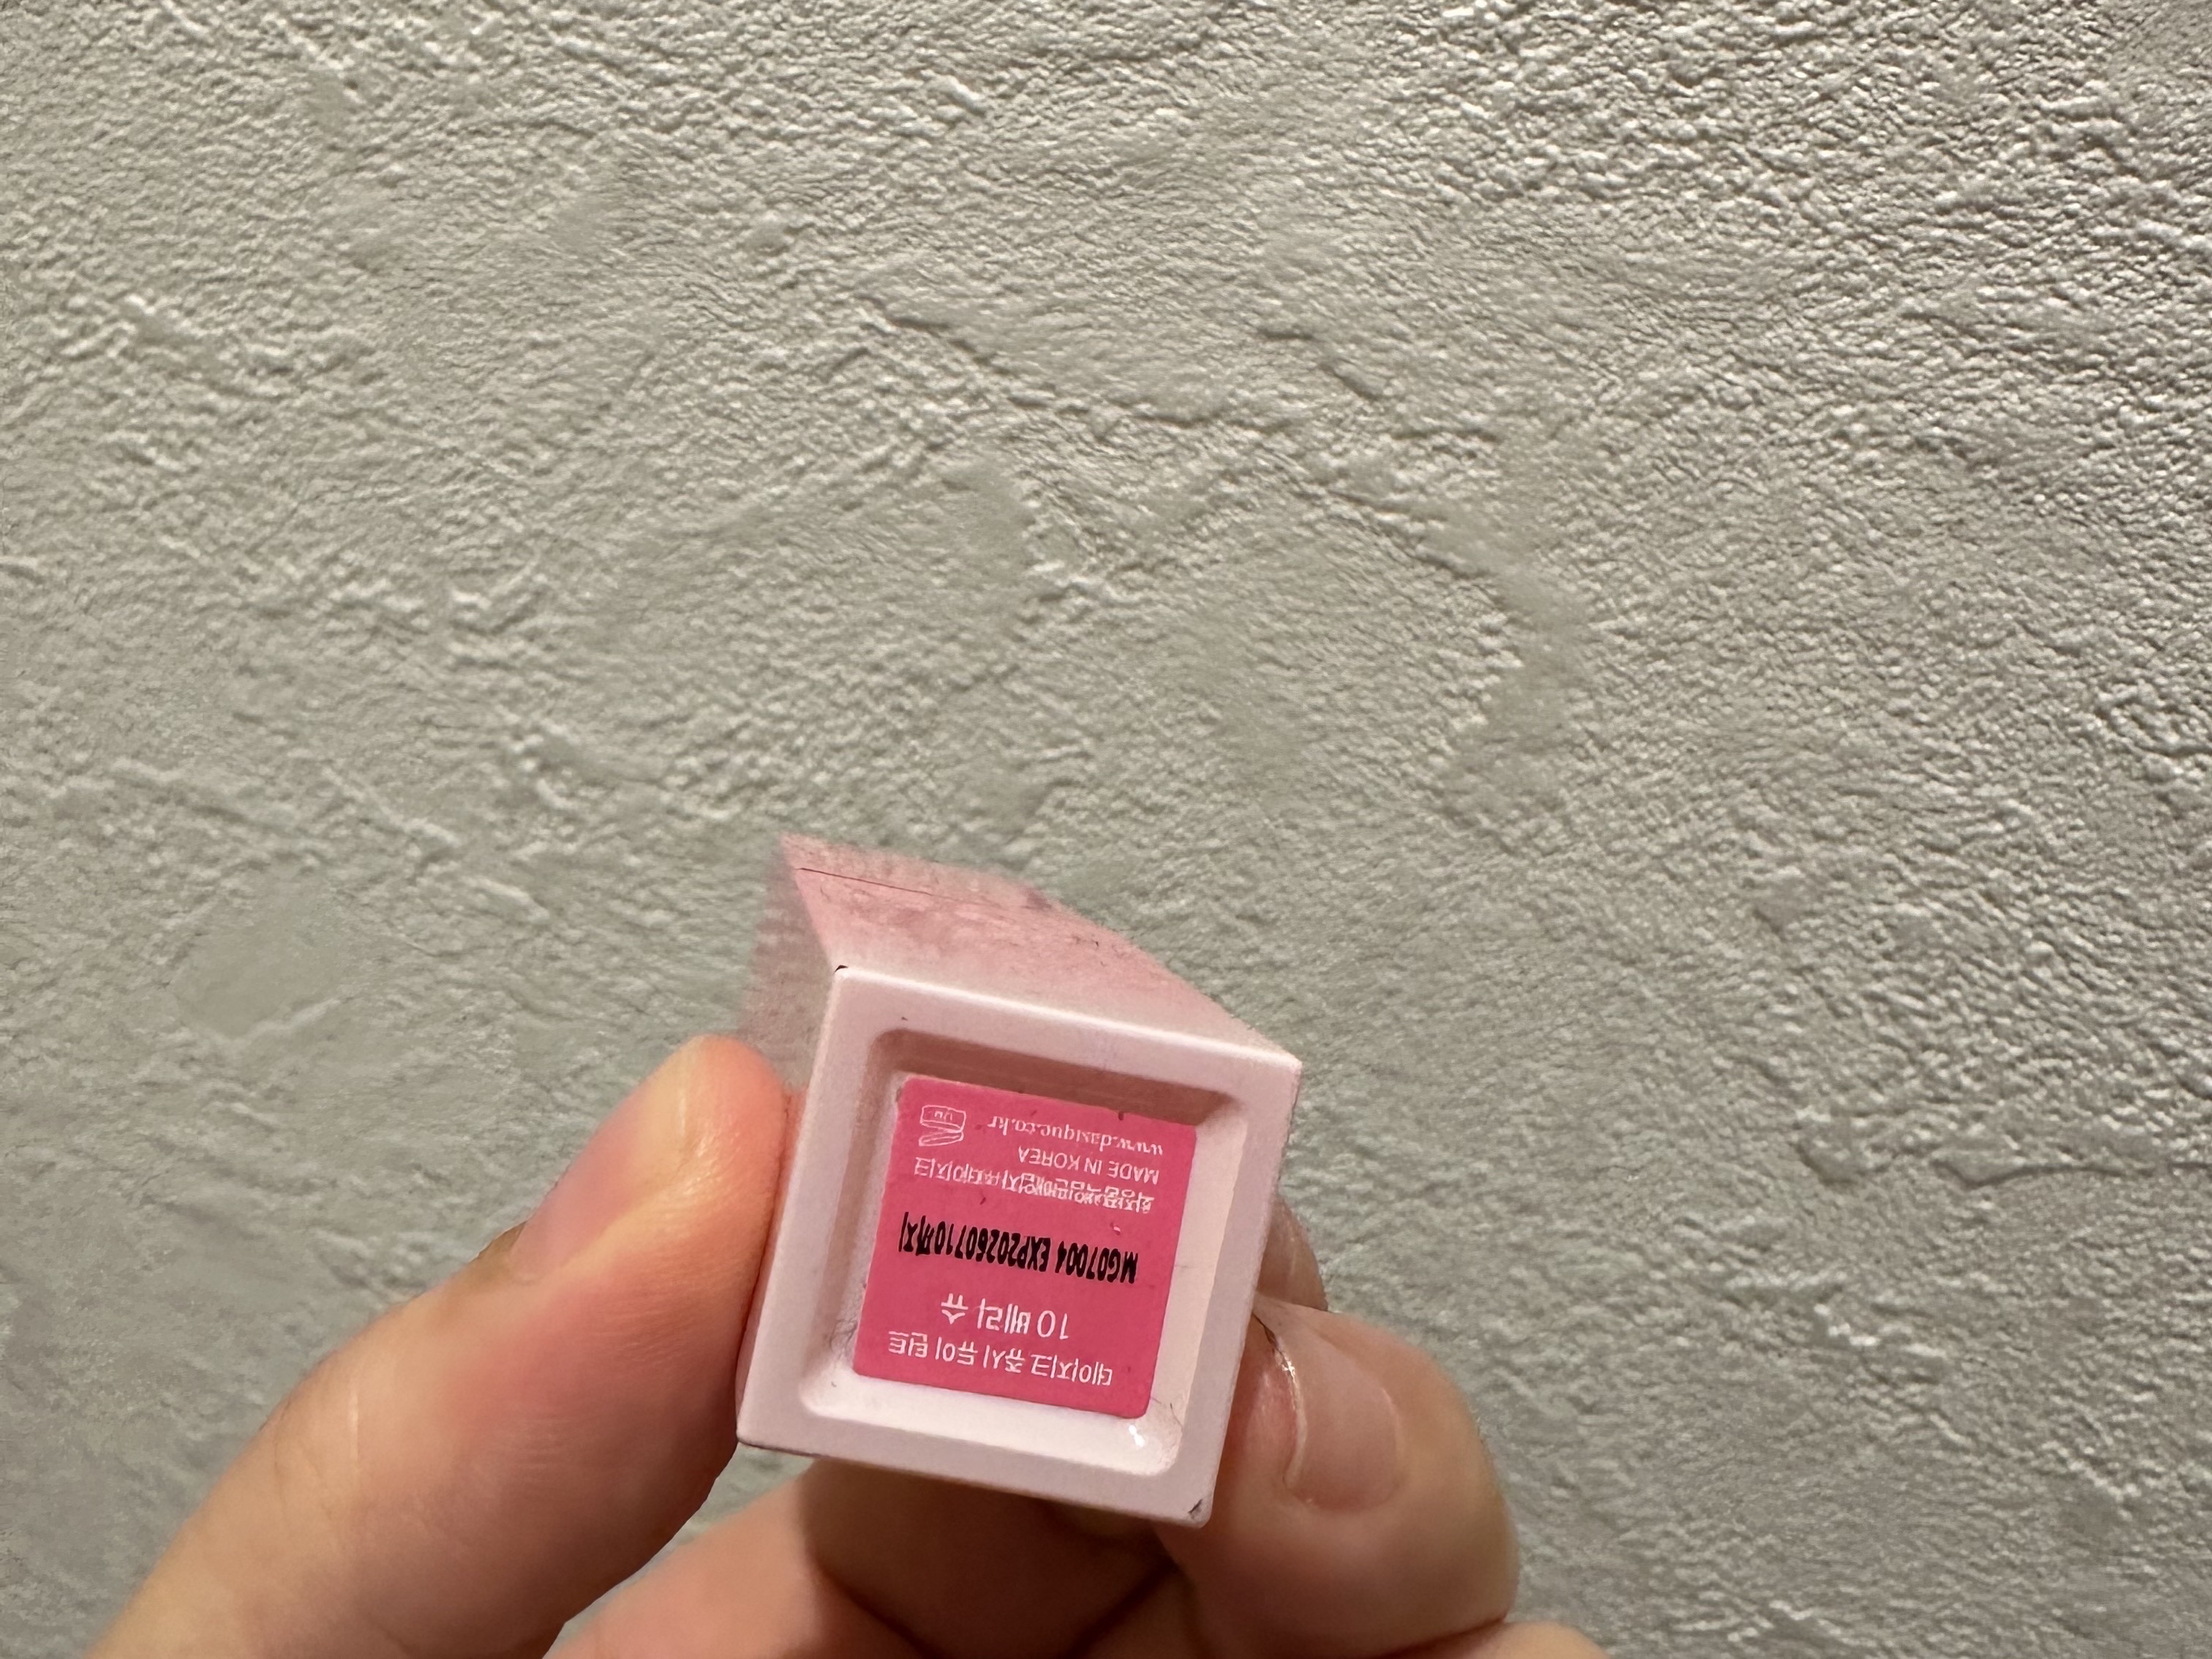 데이지크 쥬시 듀이 틴트
10 베리 슈
MG07004 EXP20260710까지
MADE IN KOREA
www.dasique.co.kr